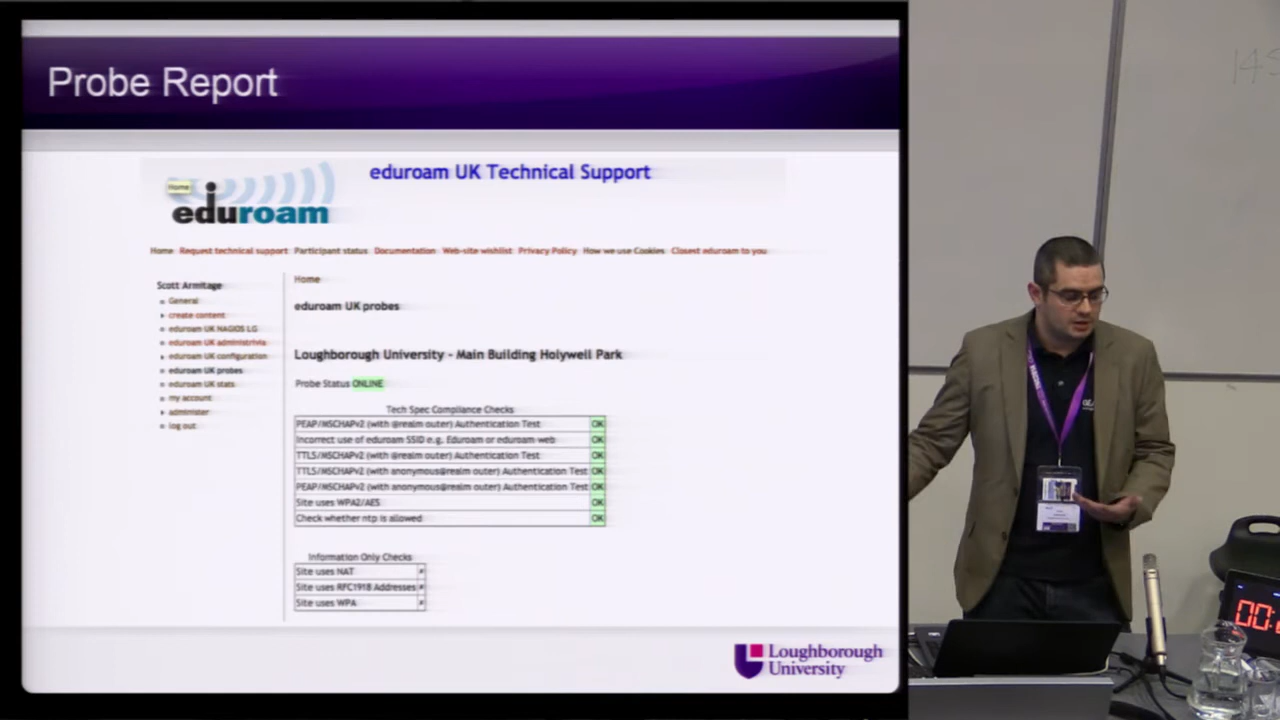 Probe Report
eduroam UK Technical Support
Home
eduroam
Home Request technical support Participant status Documentation Web-site wishlist Privacy Policy How we use Cookies Closest eduroam to you
Scott Armitage
General
create content
eduroam UK NAGIOS LG
eduroam UK administrivia
eduroam UK configuration
eduroam UK probes
eduroam UK stats
my account
administer
log out
Home
eduroam UK probes
Loughborough University - Main Building Holywell Park
Probe Status ONLINE
Tech Spec Compliance Checks
PEAP/MSCHAPv2 (with @realm outer) Authentication Test OK
Incorrect use of eduroam SSID e.g. Eduroam or eduroam-web OK
TTLS/MSCHAPv2 (with @realm outer) Authentication Test OK
TTLS/MSCHAPv2 (with anonymous@realm outer) Authentication Test OK
PEAP/MSCHAPv2 (with anonymous@realm outer) Authentication Test OK
Site uses WPA2/AES OK
Check whether ntp is allowed OK
Information Only Checks
Site uses NAT
Site uses RFC1918 Addresses
Site uses WPA
Loughborough
University
00: